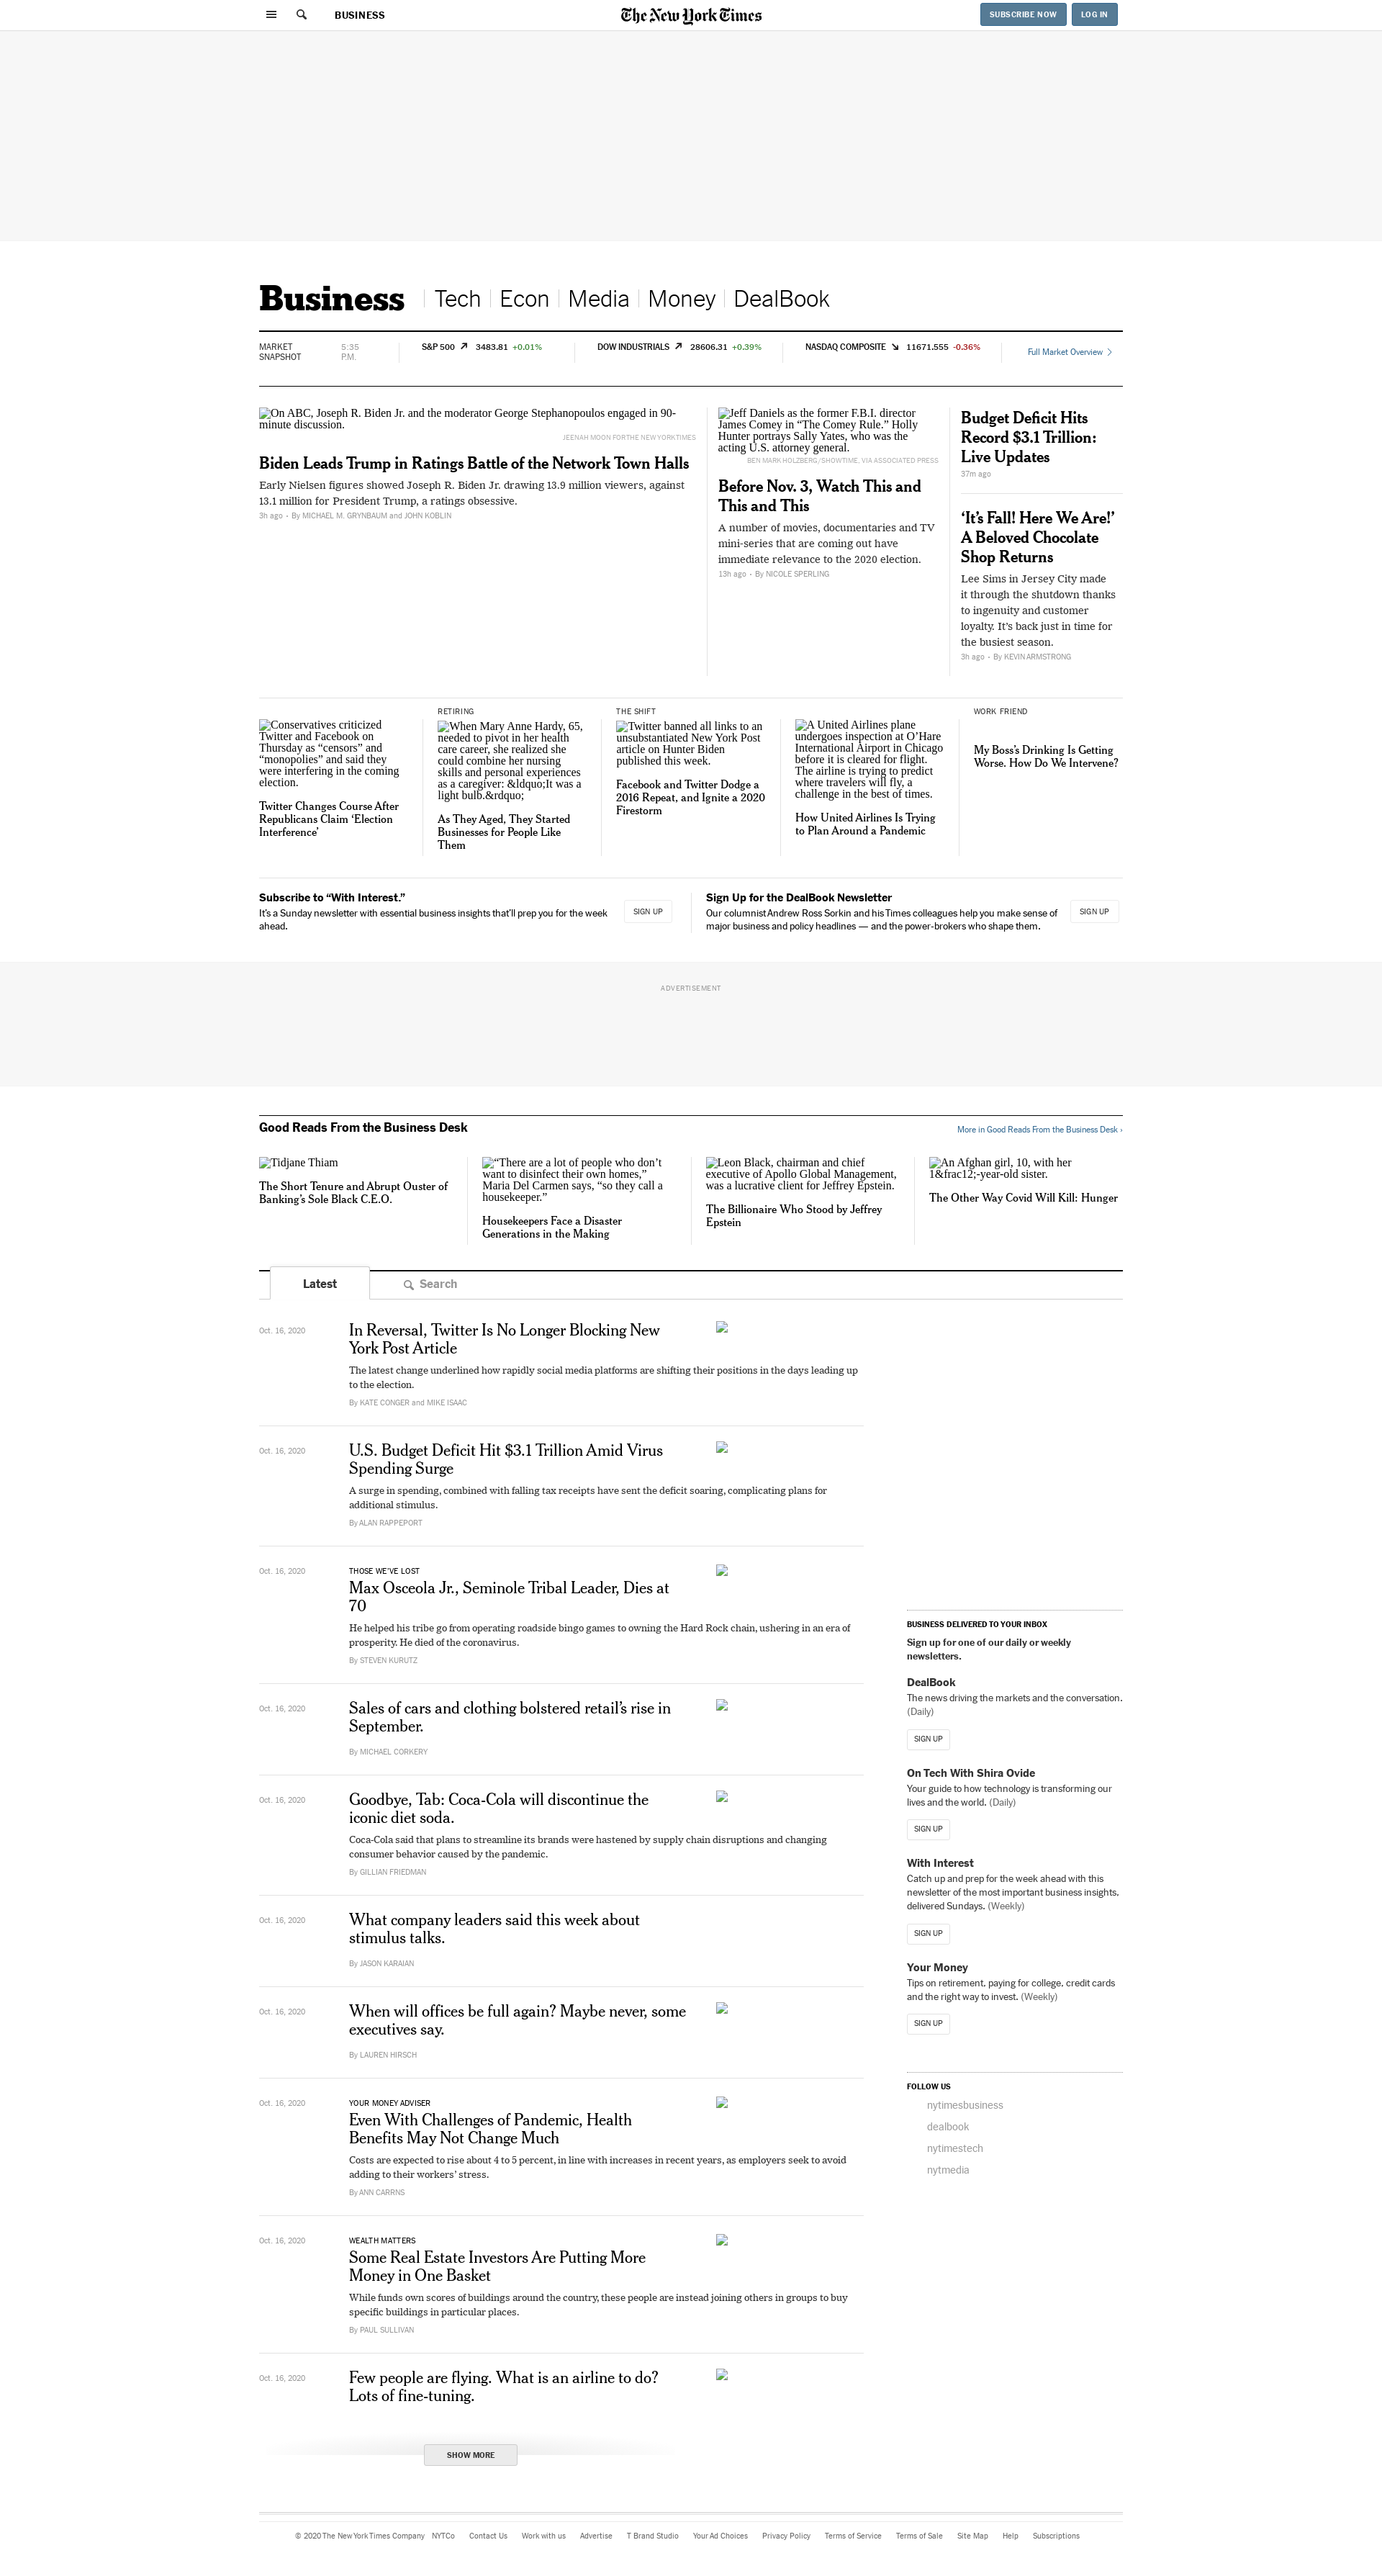 BUSINESS
The New York Times
SUBSCRIBE NOW
LOG IN
Business
Tech
Econ
Media
Money
DealBook
MARKET
SNAPSHOT
5:35
P.M.
S&P 500 3483.81 +0.01%
DOW INDUSTRIALS 28606.31 +0.39%
NASDAQ COMPOSITE 11671.555 -0.36%
Full Market Overview
On ABC, Joseph R. Biden Jr. and the moderator George Stephanopoulos engaged in 90-
minute discussion.
JEENAH MOON FOR THE NEW YORK TIMES
Biden Leads Trump in Ratings Battle of the Network Town Halls
Early Nielsen figures showed Joseph R. Biden Jr. drawing 13.9 million viewers, against
13.1 million for President Trump, a ratings obsessive.
3h ago • By MICHAEL M. GRYNBAUM and JOHN KOBLIN
Jeff Daniels as the former F.B.I. director
James Comey in “The Comey Rule.” Holly
Hunter portrays Sally Yates, who was the
acting U.S. attorney general.
BEN MARK HOLZBERG/SHOWTIME, VIA ASSOCIATED PRESS
Before Nov. 3, Watch This and
This and This
A number of movies, documentaries and TV
mini-series that are coming out have
immediate relevance to the 2020 election.
13h ago • By NICOLE SPERLING
Budget Deficit Hits
Record $3.1 Trillion:
Live Updates
37m ago
‘It’s Fall! Here We Are!’
A Beloved Chocolate
Shop Returns
Lee Sims in Jersey City made
it through the shutdown thanks
to ingenuity and customer
loyalty. It’s back just in time for
the busiest season.
3h ago • By KEVIN ARMSTRONG
Conservatives criticized
Twitter and Facebook on
Thursday as “censors” and
“monopolies” and said they
were interfering in the coming
election.
Twitter Changes Course After
Republicans Claim ‘Election
Interference’
RETIRING
When Mary Anne Hardy, 65,
needed to pivot in her health
care career, she realized she
could combine her nursing
skills and personal experiences
as a caregiver: &ldquo;It was a
light bulb.&rdquo;
As They Aged, They Started
Businesses for People Like
Them
THE SHIFT
Twitter banned all links to an
unsubstantiated New York Post
article on Hunter Biden
published this week.
Facebook and Twitter Dodge a
2016 Repeat, and Ignite a 2020
Firestorm
A United Airlines plane
undergoes inspection at O’Hare
International Airport in Chicago
before it is cleared for flight.
The airline is trying to predict
where travelers will fly, a
challenge in the best of times.
How United Airlines Is Trying
to Plan Around a Pandemic
WORK FRIEND
My Boss’s Drinking Is Getting
Worse. How Do We Intervene?
Subscribe to “With Interest.”
It’s a Sunday newsletter with essential business insights that’ll prep you for the week
ahead.
SIGN UP
Sign Up for the DealBook Newsletter
Our columnist Andrew Ross Sorkin and his Times colleagues help you make sense of
major business and policy headlines — and the power-brokers who shape them.
SIGN UP
ADVERTISEMENT
Good Reads From the Business Desk
More in Good Reads From the Business Desk ›
Tidjane Thiam
The Short Tenure and Abrupt Ouster of
Banking’s Sole Black C.E.O.
“There are a lot of people who don’t
want to disinfect their own homes,”
Maria Del Carmen says, “so they call a
housekeeper.”
Housekeepers Face a Disaster
Generations in the Making
Leon Black, chairman and chief
executive of Apollo Global Management,
was a lucrative client for Jeffrey Epstein.
The Billionaire Who Stood by Jeffrey
Epstein
An Afghan girl, 10, with her
1&frac12;-year-old sister.
The Other Way Covid Will Kill: Hunger
Latest
Search
Oct. 16, 2020
In Reversal, Twitter Is No Longer Blocking New
York Post Article
The latest change underlined how rapidly social media platforms are shifting their positions in the days leading up
to the election.
By KATE CONGER and MIKE ISAAC
Oct. 16, 2020
U.S. Budget Deficit Hit $3.1 Trillion Amid Virus
Spending Surge
A surge in spending, combined with falling tax receipts have sent the deficit soaring, complicating plans for
additional stimulus.
By ALAN RAPPEPORT
Oct. 16, 2020
THOSE WE’VE LOST
Max Osceola Jr., Seminole Tribal Leader, Dies at
70
He helped his tribe go from operating roadside bingo games to owning the Hard Rock chain, ushering in an era of
prosperity. He died of the coronavirus.
By STEVEN KURUTZ
Oct. 16, 2020
Sales of cars and clothing bolstered retail’s rise in
September.
By MICHAEL CORKERY
Oct. 16, 2020
Goodbye, Tab: Coca-Cola will discontinue the
iconic diet soda.
Coca-Cola said that plans to streamline its brands were hastened by supply chain disruptions and changing
consumer behavior caused by the pandemic.
By GILLIAN FRIEDMAN
Oct. 16, 2020
What company leaders said this week about
stimulus talks.
By JASON KARAIAN
Oct. 16, 2020
When will offices be full again? Maybe never, some
executives say.
By LAUREN HIRSCH
Oct. 16, 2020
YOUR MONEY ADVISER
Even With Challenges of Pandemic, Health
Benefits May Not Change Much
Costs are expected to rise about 4 to 5 percent, in line with increases in recent years, as employers seek to avoid
adding to their workers’ stress.
By ANN CARRNS
Oct. 16, 2020
WEALTH MATTERS
Some Real Estate Investors Are Putting More
Money in One Basket
While funds own scores of buildings around the country, these people are instead joining others in groups to buy
specific buildings in particular places.
By PAUL SULLIVAN
Oct. 16, 2020
Few people are flying. What is an airline to do?
Lots of fine-tuning.
SHOW MORE
BUSINESS DELIVERED TO YOUR INBOX
Sign up for one of our daily or weekly
newsletters.
DealBook
The news driving the markets and the conversation.
(Daily)
SIGN UP
On Tech With Shira Ovide
Your guide to how technology is transforming our
lives and the world. (Daily)
SIGN UP
With Interest
Catch up and prep for the week ahead with this
newsletter of the most important business insights,
delivered Sundays. (Weekly)
SIGN UP
Your Money
Tips on retirement, paying for college, credit cards
and the right way to invest. (Weekly)
SIGN UP
FOLLOW US
nytimesbusiness
dealbook
nytimestech
nytmedia
© 2020 The New York Times Company NYTCo Contact Us Work with us Advertise T Brand Studio Your Ad Choices Privacy Policy Terms of Service Terms of Sale Site Map Help Subscriptions